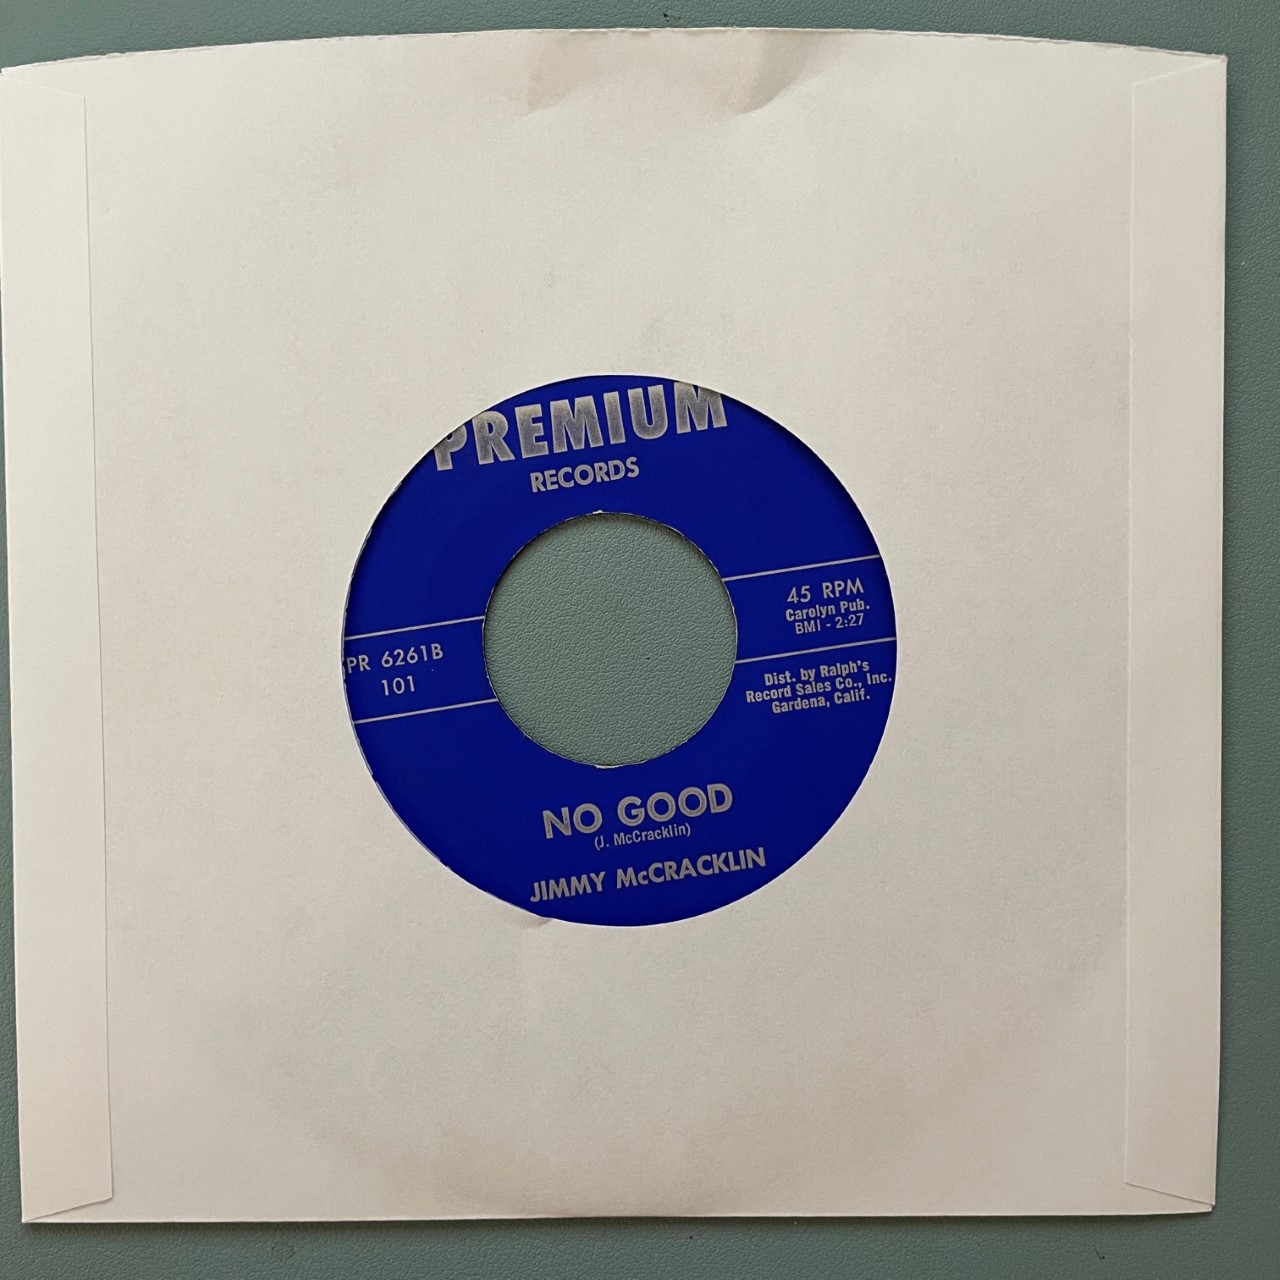 PREMIUM
RECORDS
45 RPM
Carolyn Pub.
BMI - 2:27
PR 6261B
101
Dist. by Ralph's
Record Sales Co., Inc.
Gardena, Calif.
NO GOOD
(J. McCracklin)
JIMMY McCRACKLIN